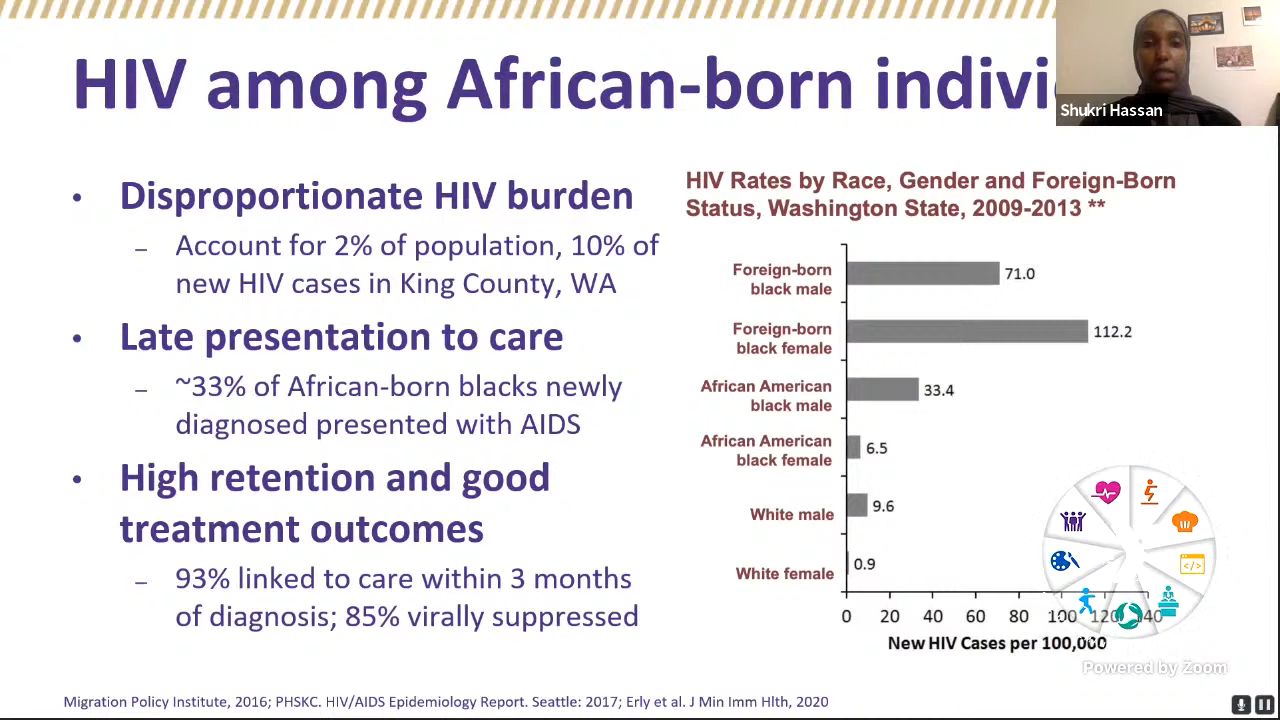 HIV among African-born indivi
Shukri Hassan
• Disproportionate HIV burden
– Account for 2% of population, 10% of
new HIV cases in King County, WA
• Late presentation to care
– ~33% of African-born blacks newly
diagnosed presented with AIDS
• High retention and good
treatment outcomes
– 93% linked to care within 3 months
of diagnosis; 85% virally suppressed
HIV Rates by Race, Gender and Foreign-Born
Status, Washington State, 2009-2013 **
Foreign-born
black male
71.0
Foreign-born
black female
112.2
African American
black male
33.4
African American
black female
6.5
White male
9.6
White female
0.9
0 20 40 60 80 100 120 140
New HIV Cases per 100,000
Powered by Zoom
Migration Policy Institute, 2016; PHSKC. HIV/AIDS Epidemiology Report. Seattle: 2017; Erly et al. J Min Imm Hlth, 2020